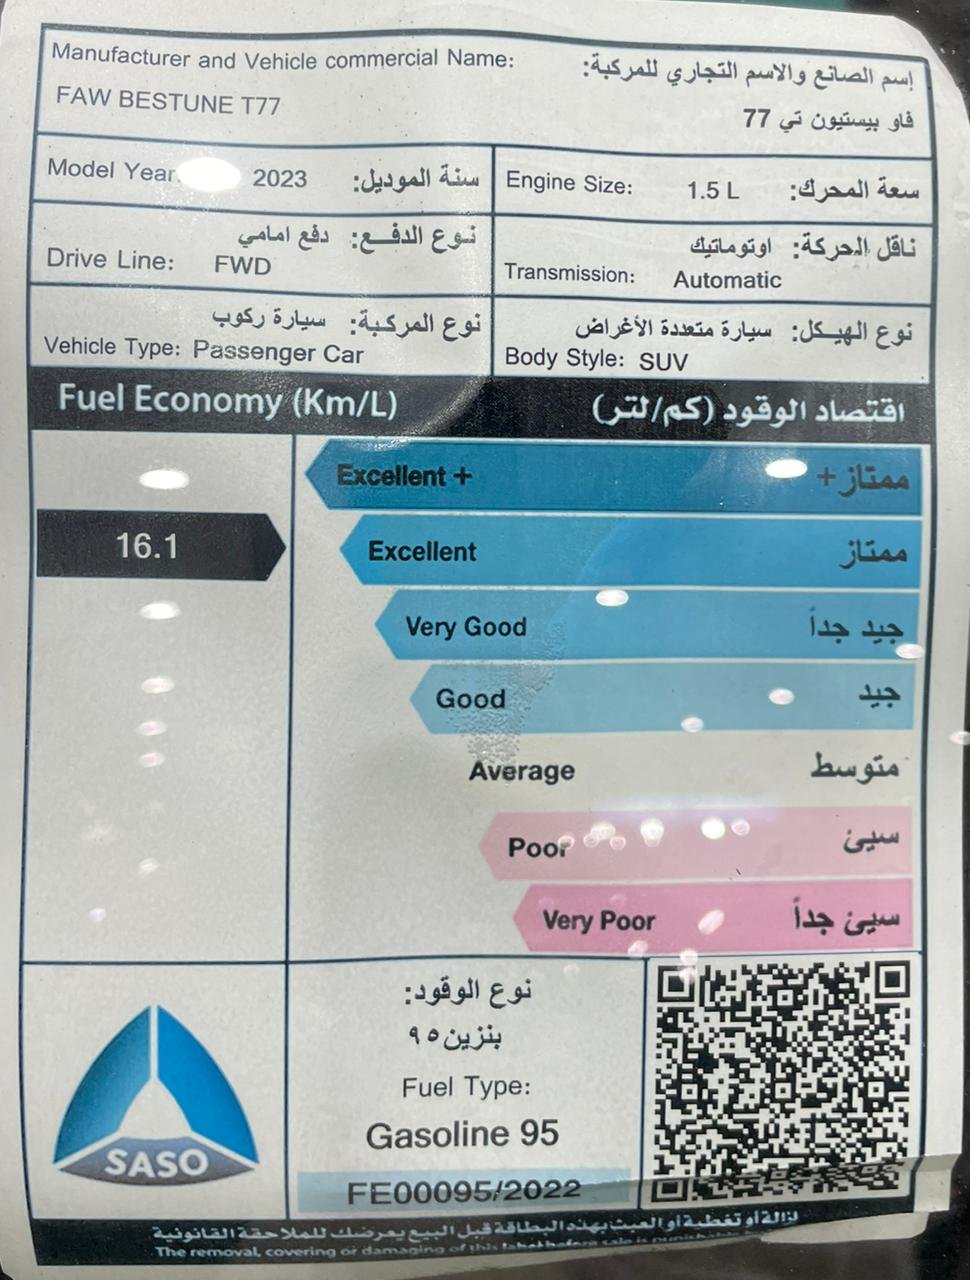 Manufacturer and Vehicle commercial Name:
إسم الصانع والاسم التجاري للمركبة:
FAW BESTUNE T77
فاو بيستيون تي 77
Model Year
2023
سنة الموديل:
Engine Size:
1.5 L
سعة المحرك:
نوع الدفع: دفع امامي
Drive Line: FWD
ناقل الحركة: اوتوماتيك
Transmission: Automatic
نوع المركبة: سيارة ركوب
Vehicle Type: Passenger Car
نوع الهيكل: سيارة متعددة الأغراض
Body Style: SUV
Fuel Economy (Km/L)
اقتصاد الوقود (كم/لتر)
Excellent +
ممتاز +
16.1
Excellent
ممتاز
Very Good
جيد جداً
Good
جيد
Average
متوسط
Poor
سيئ
Very Poor
سيئ جداً
SASO
نوع الوقود:
بنزين ٩٥
Fuel Type:
Gasoline 95
FE00095/2022
إزالة أو تغطية أو العبث بهذه البطاقة قبل البيع يعرضك للملاحقة القانونية
The removal, covering or damaging of this label before sale is punishable